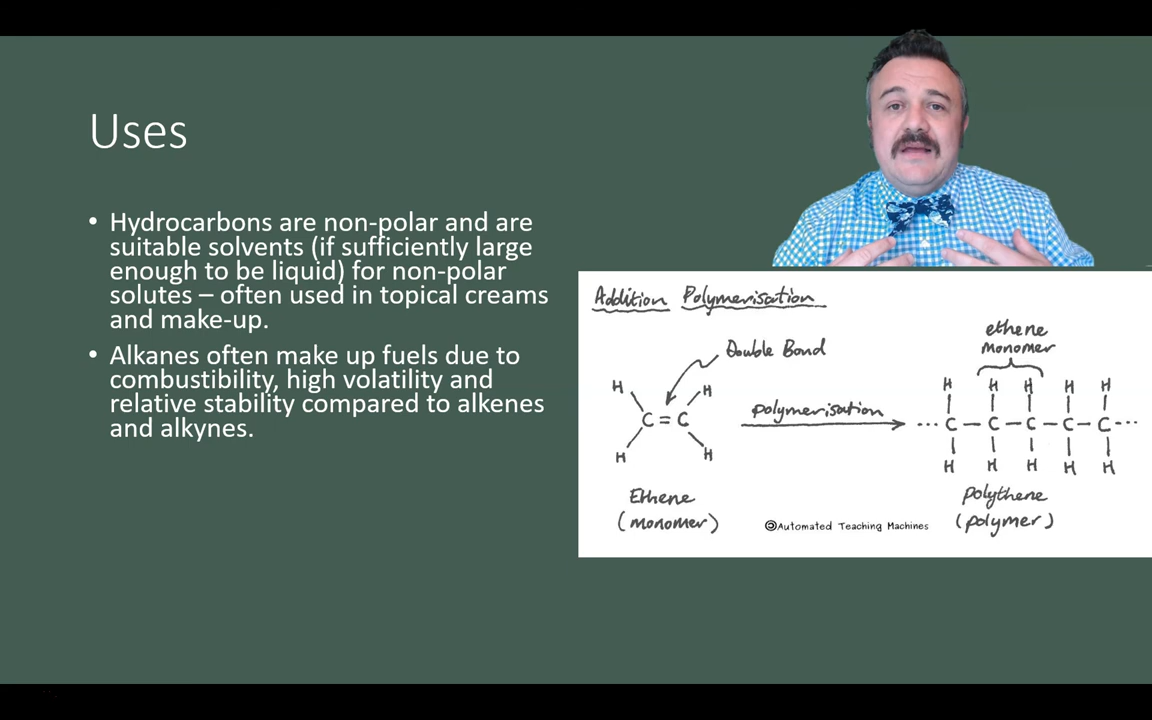 Uses
• Hydrocarbons are non-polar and are
suitable solvents (if sufficiently large
enough to be liquid) for non-polar
solutes – often used in topical creams
and make-up.
• Alkanes often make up fuels due to
combustibility, high volatility and
relative stability compared to alkenes
and alkynes.
Addition Polymerisation
Double Bond
H H
C = C
H H
Ethene
(monomer)
polymerisation
ethene
monomer
H H H H H
... C – C – C – C – C ...
H H H H H
polythene
(polymer)
©Automated Teaching Machines